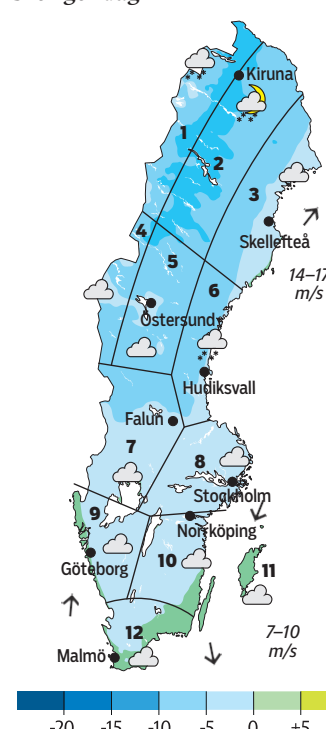 Kiruna
1
2
3
4
Skellefteå
5
6
14–17
m/s
Östersund
Hudiksvall
Falun
7
8
Stockholm
9
Norrköping
10
11
Göteborg
12
7–10
m/s
Malmö
-20 -15 -10 -5 0 +5